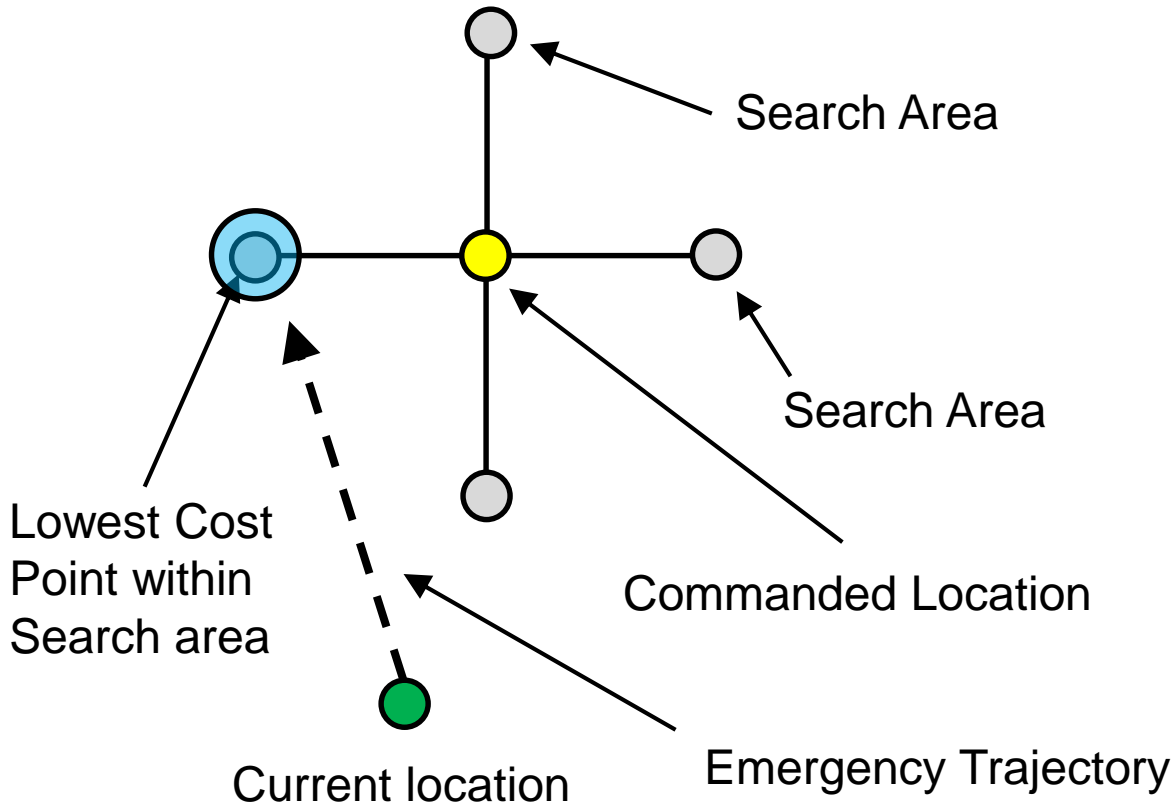 Search Area
Search Area
Lowest Cost
Point within
Search area
Commanded Location
Emergency Trajectory
Current location